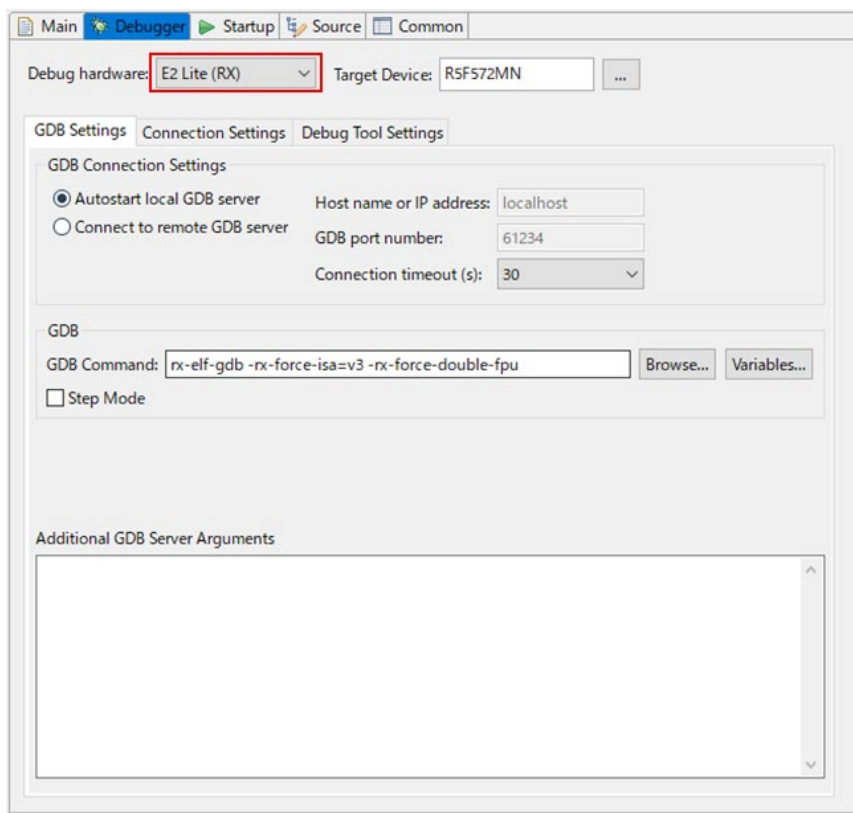 Main Debugger Startup Source Common
Debug hardware: E2 Lite (RX) Target Device: R5F572MN ...
GDB Settings Connection Settings Debug Tool Settings
GDB Connection Settings
Autostart local GDB server
Connect to remote GDB server
Host name or IP address: localhost
GDB port number: 61234
Connection timeout (s): 30
GDB
GDB Command: rx-elf-gdb -rx-force-isa=v3 -rx-force-double-fpu Browse... Variables...
Step Mode
Additional GDB Server Arguments